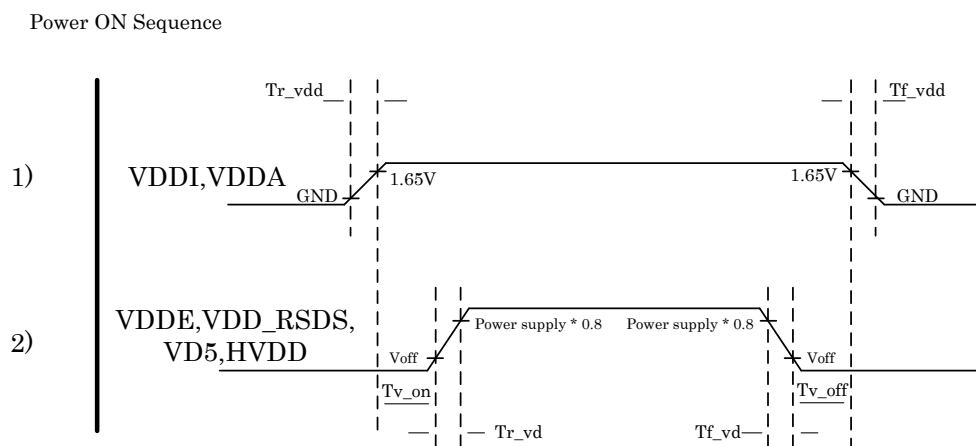 Power ON Sequence
Tr_vdd
Tf_vdd
1)
VDDI,VDDA
1.65V
1.65V
GND
GND
2)
VDDE,VDD_RSDS,
VD5,HVDD
Power supply * 0.8
Power supply * 0.8
Voff
Voff
Tv_on
Tv_off
Tr_vd
Tf_vd